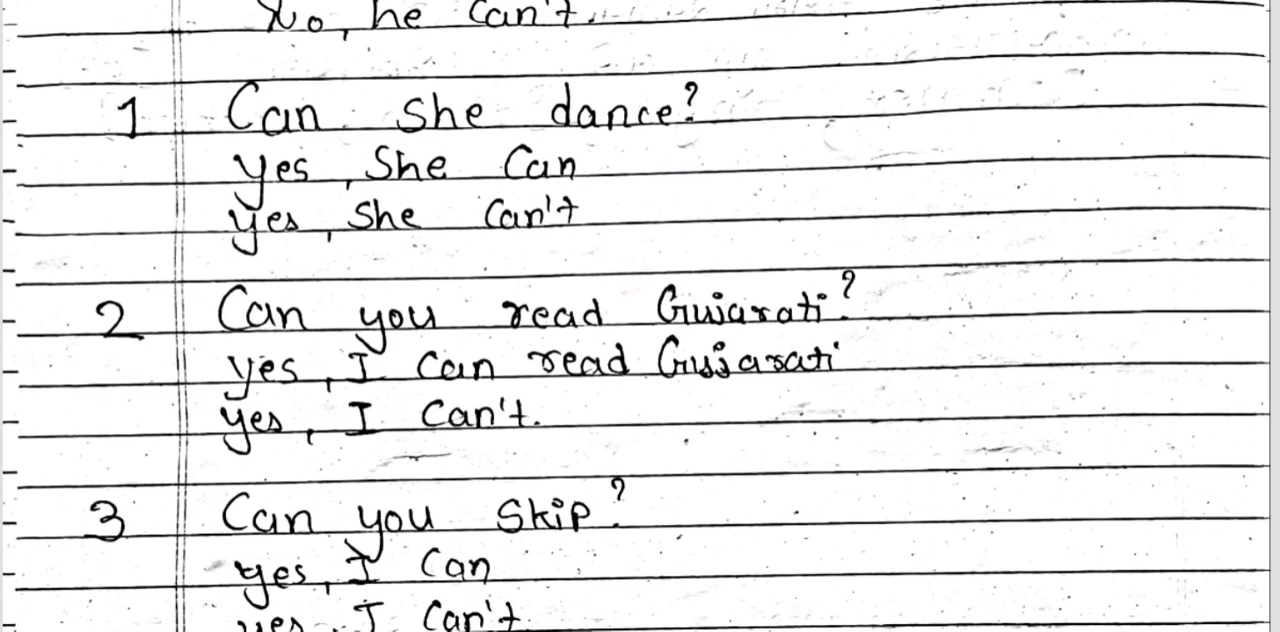 No, he can't.
1 Can she dance?
yes, She Can
yes, She Can't
2 Can you read Gujarati?
yes, I Can read Gujarati
yes, I Can't.
3 Can you Skip?
yes, I Can
yes, I Can't